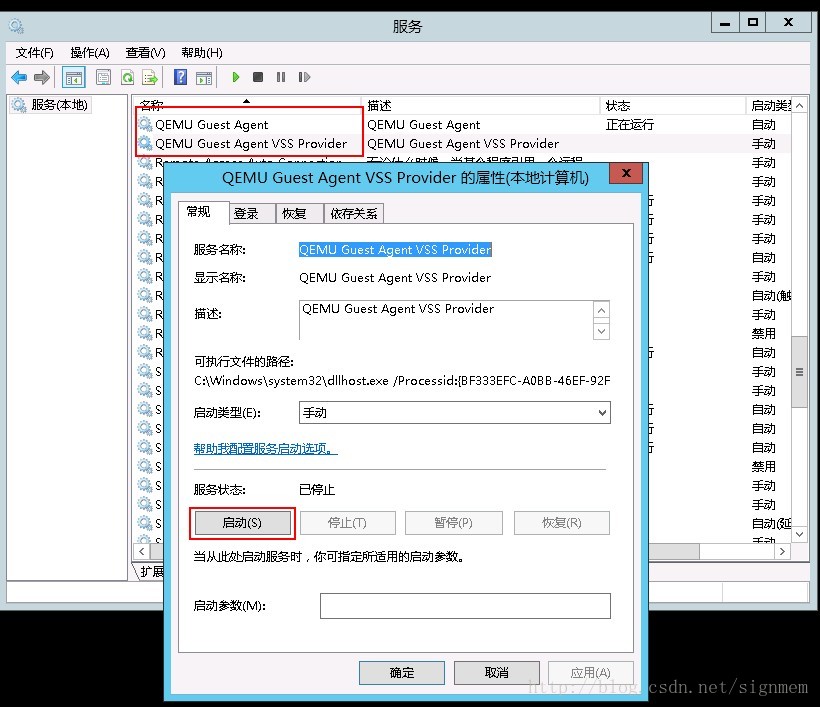 服务
文件(F) 操作(A) 查看(V) 帮助(H)
服务(本地)
名称 描述 状态 启动类型
QEMU Guest Agent QEMU Guest Agent 正在运行 自动
QEMU Guest Agent VSS Provider QEMU Guest Agent VSS Provider 手动
手动
QEMU Guest Agent VSS Provider 的属性(本地计算机)
R 手动
R 行 自动
R 行 手动
常规 登录 恢复 依存关系
R 行 手动
R 行 自动
服务名称: QEMU Guest Agent VSS Provider
R 手动
显示名称: QEMU Guest Agent VSS Provider
R 自动(触
描述: QEMU Guest Agent VSS Provider
R 手动
R 禁用
R 行 自动
可执行文件的路径:
C:\Windows\system32\dllhost.exe /Processid:{BF333EFC-A0BB-46EF-92F
S 手动
S 手动
启动类型(E): 手动
S 行 手动
S 行 自动
帮助我配置服务启动选项。
S 行 自动
S 禁用
服务状态: 已停止
S 手动
S 手动
启动(S) 停止(T) 暂停(P) 恢复(R)
S 自动(延
当从此处启动服务时，你可指定所适用的启动参数。
扩展
启动参数(M):
确定 取消 应用(A)
http://blog.csdn.net/signmem